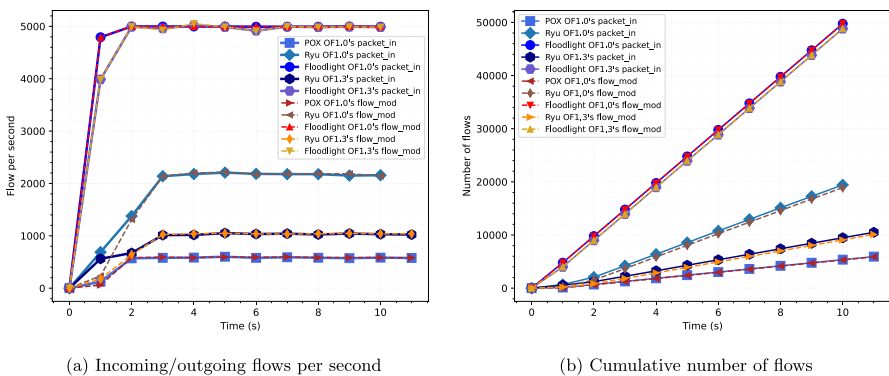 5000
4000
3000
2000
1000
0
Flow per second
0
2
4
6
8
10
Time (s)
POX OF1.0's packet_in
Ryu OF1.0's packet_in
Floodlight OF1.0's packet_in
Ryu OF1.3's packet_in
Floodlight OF1.3's packet_in
POX OF1.0's flow_mod
Ryu OF1.0's flow_mod
Floodlight OF1.0's flow_mod
Ryu OF1.3's flow_mod
Floodlight OF1.3's flow_mod
(a) Incoming/outgoing flows per second
50000
40000
30000
20000
10000
0
Number of flows
0
2
4
6
8
10
Time (s)
POX OF1.0's packet_in
Ryu OF1.0's packet_in
Floodlight OF1.0's packet_in
Ryu OF1.3's packet_in
Floodlight OF1.3's packet_in
POX OF1,0's flow_mod
Ryu OF1,0's flow_mod
Floodlight OF1,0's flow_mod
Ryu OF1,3's flow_mod
Floodlight OF1,3's flow_mod
(b) Cumulative number of flows